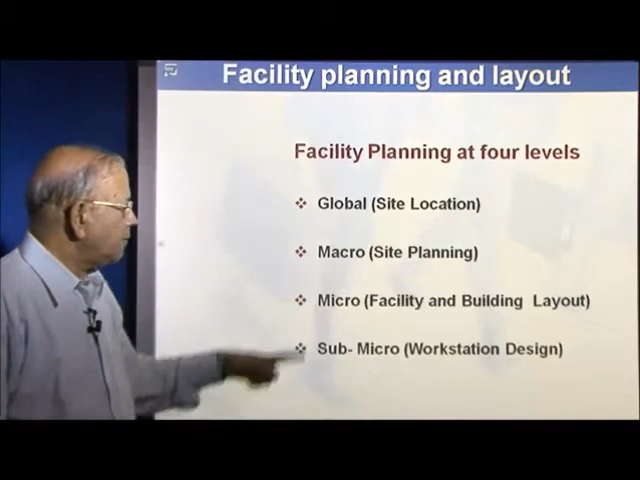 Facility planning and layout
Facility Planning at four levels
Global (Site Location)
Macro (Site Planning)
Micro (Facility and Building Layout)
Sub- Micro (Workstation Design)